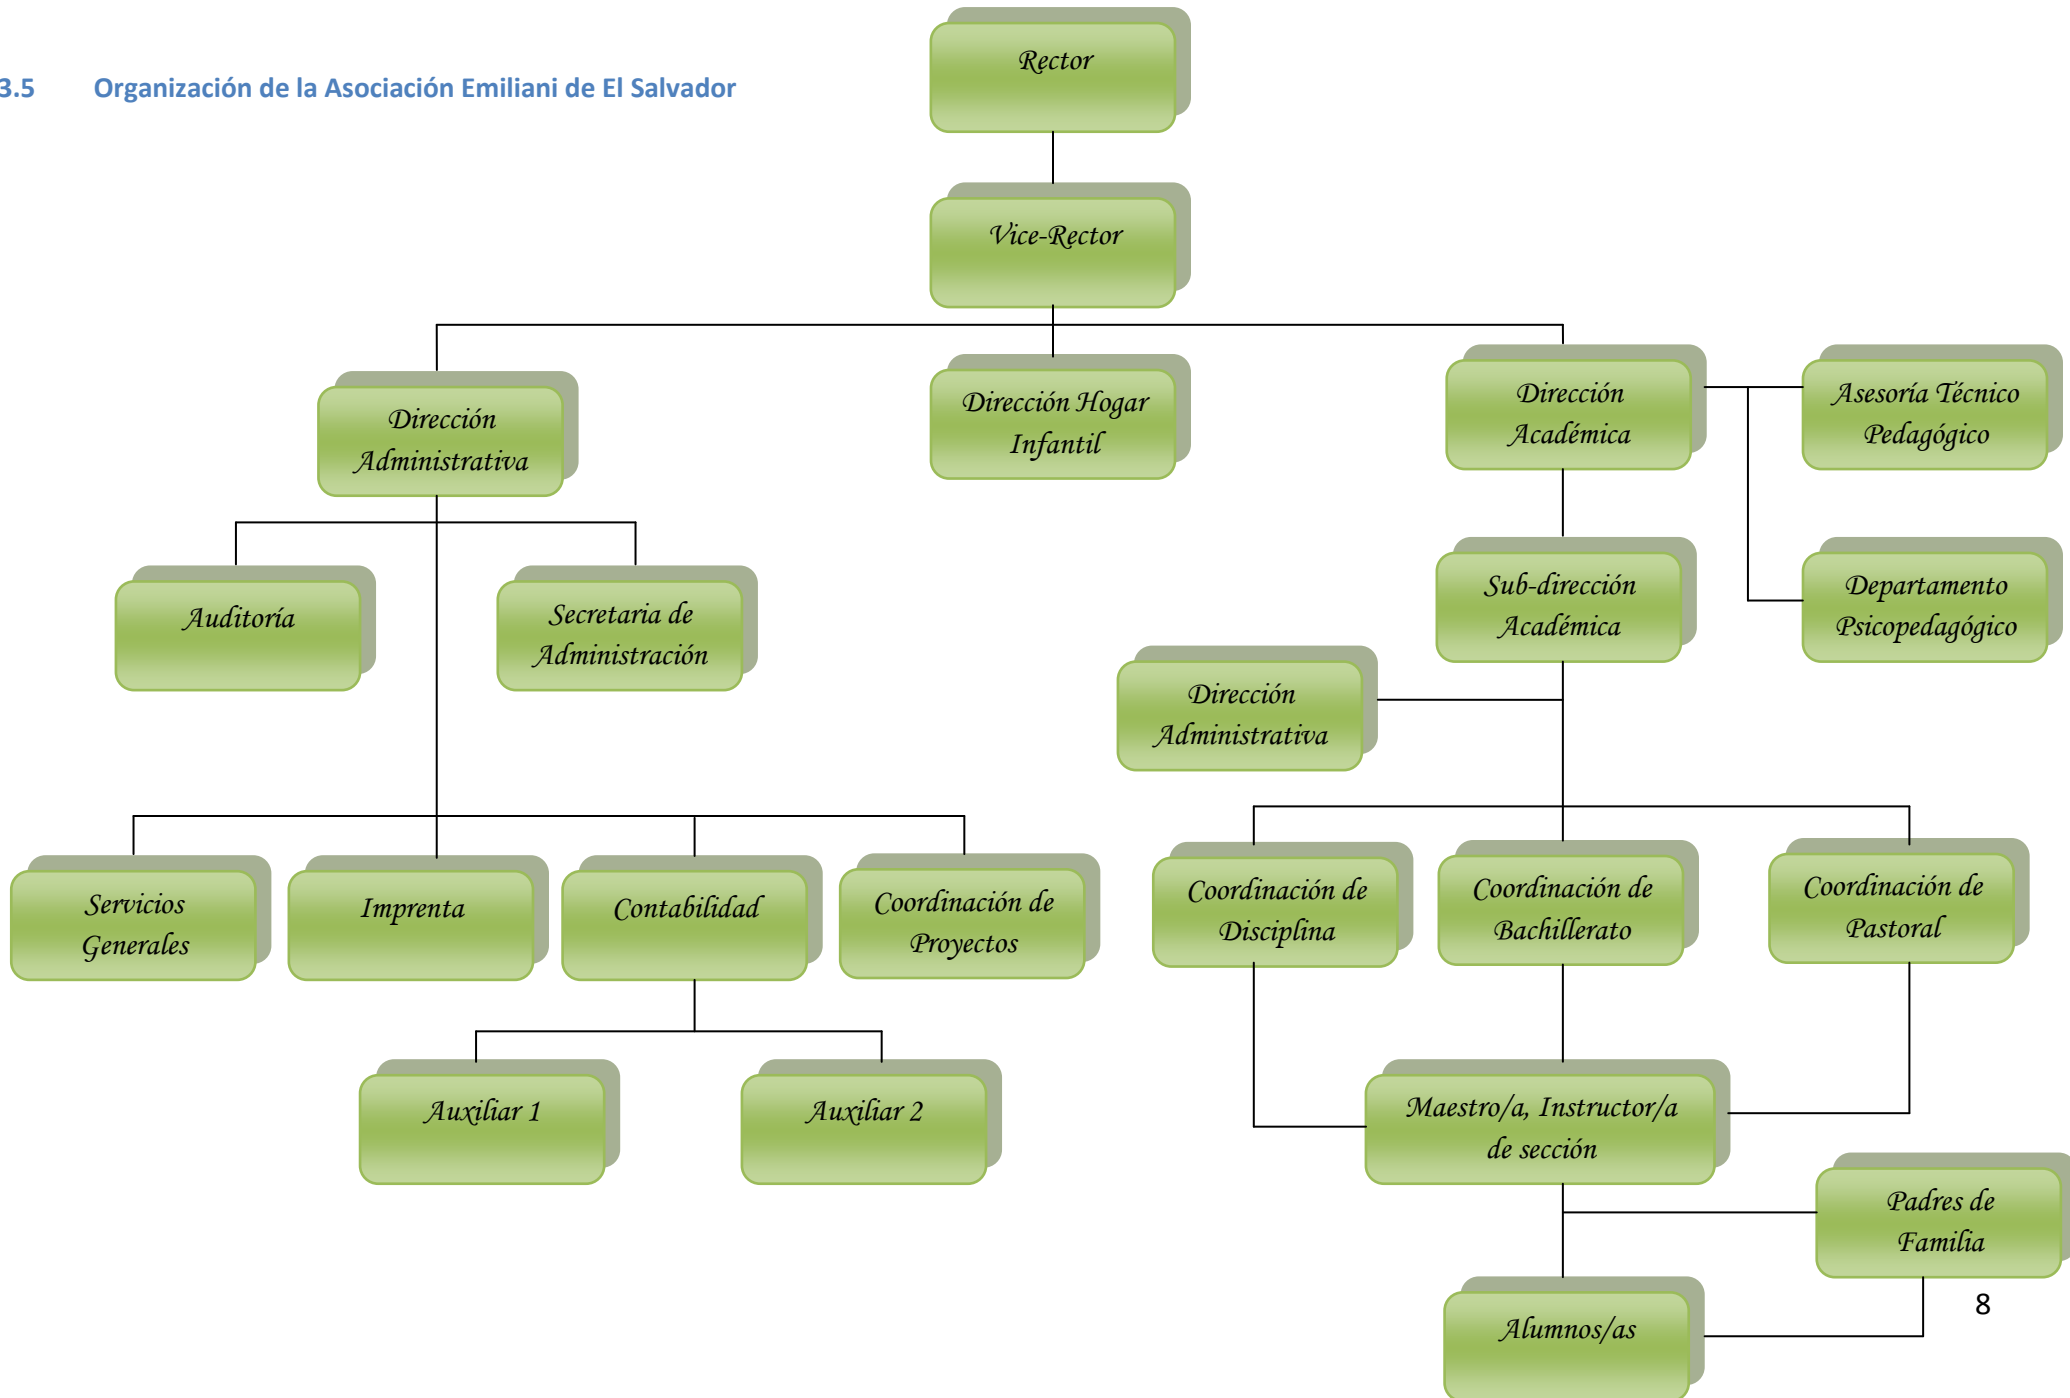 Rector
3.5 Organización de la Asociación Emiliani de El Salvador
Vice-Rector
Dirección
Administrativa
Dirección Hogar
Infantil
Dirección
Académica
Asesoría Técnico
Pedagógico
Auditoría
Secretaria de
Administración
Sub-dirección
Académica
Departamento
Psicopedagógico
Dirección
Administrativa
Servicios
Generales
Imprenta
Contabilidad
Coordinación de
Proyectos
Coordinación de
Disciplina
Coordinación de
Bachillerato
Coordinación de
Pastoral
Auxiliar 1
Auxiliar 2
Maestro/a, Instructor/a
de sección
Padres de
Familia
Alumnos/as
8